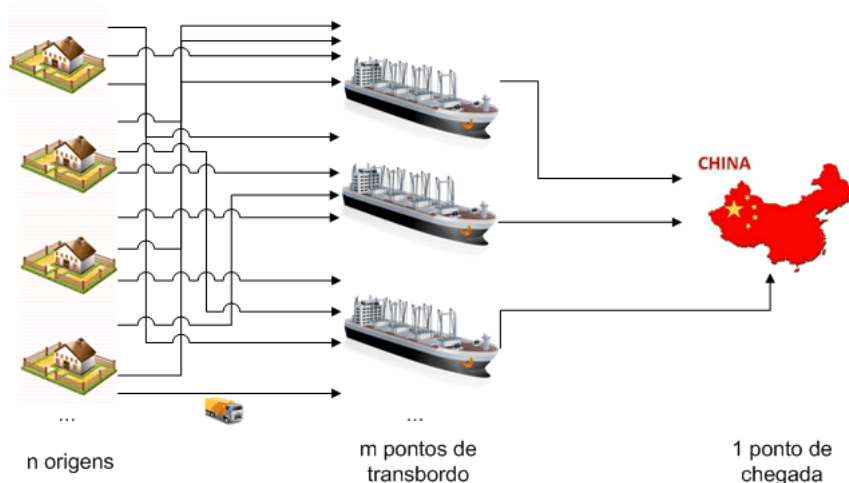 CHINA
...
...
n origens
m pontos de
transbordo
1 ponto de
chegada